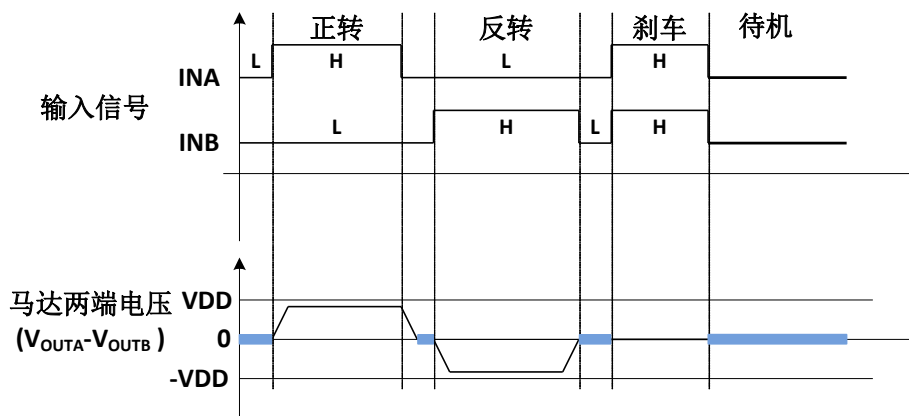 正转 反转 刹车 待机
L H L H
INA
输入信号
L H L H
INB
马达两端电压 VDD
(VOUTA-VOUTB ) 0
-VDD